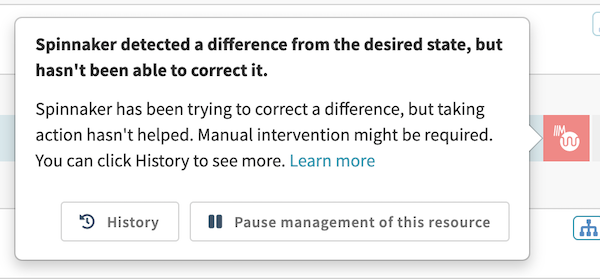 Spinnaker detected a difference from the desired state, but
hasn't been able to correct it.
Spinnaker has been trying to correct a difference, but taking
action hasn't helped. Manual intervention might be required.
You can click History to see more. Learn more
History
Pause management of this resource